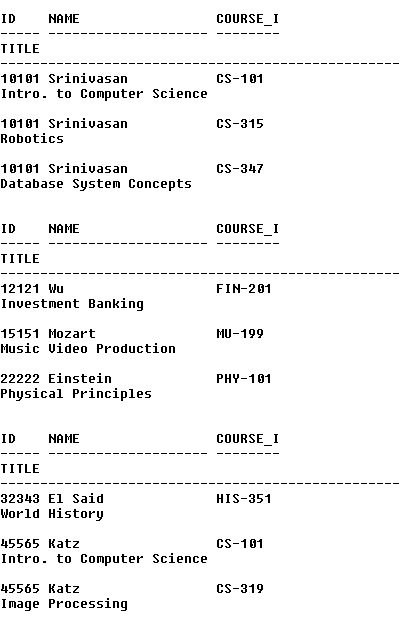 ID    NAME                 COURSE_I
----- -------------------- --------
TITLE
--------------------------------------------------
10101 Srinivasan           CS-101
Intro. to Computer Science
10101 Srinivasan           CS-315
Robotics
10101 Srinivasan           CS-347
Database System Concepts
ID    NAME                 COURSE_I
----- -------------------- --------
TITLE
--------------------------------------------------
12121 Wu                   FIN-201
Investment Banking
15151 Mozart               MU-199
Music Video Production
22222 Einstein             PHY-101
Physical Principles
ID    NAME                 COURSE_I
----- -------------------- --------
TITLE
--------------------------------------------------
32343 El Said              HIS-351
World History
45565 Katz                 CS-101
Intro. to Computer Science
45565 Katz                 CS-319
Image Processing